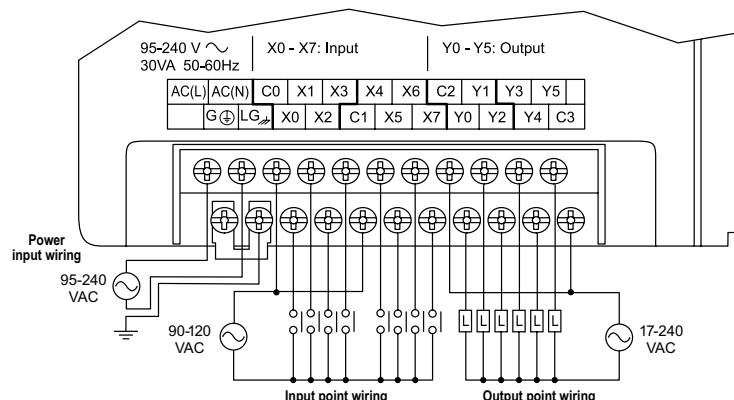 95-240 V X0 - X7: Input Y0 - Y5: Output
30VA 50-60Hz
AC(L) AC(N) C0 X1 X3 X4 X6 C2 Y1 Y3 Y5
G LG X0 X2 C1 X5 X7 Y0 Y2 Y4 C3
Power
input wiring
95-240
VAC
90-120
VAC
L L L L L L
17-240
VAC
Input point wiring Output point wiring